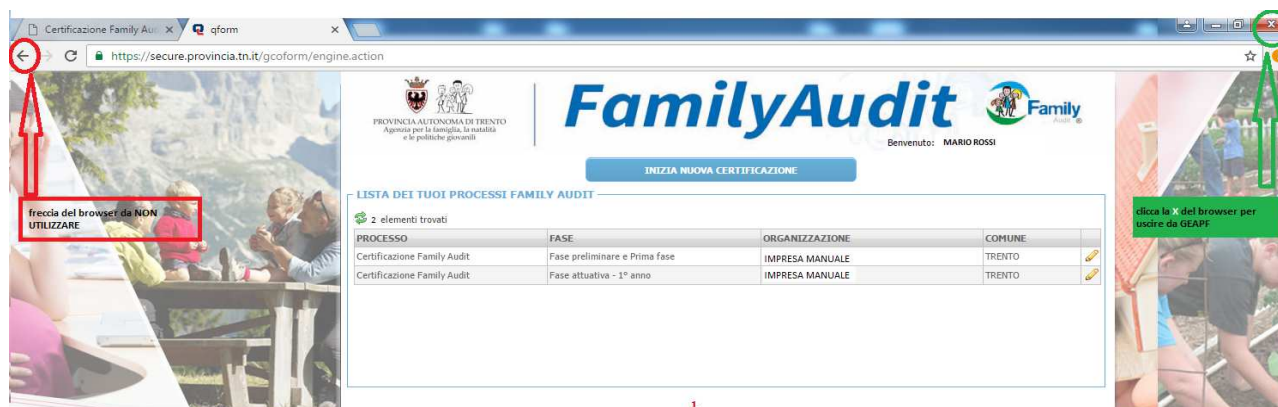 Certificazione Family Au
qform
https://secure.provincia.tn.it/gcoform/engine.action
PROVINCIA AUTONOMA DI TRENTO
Agenzia per la famiglia, la natalità
e le politiche giovanili
FamilyAudit
Family
Audit
Benvenuto: MARIO ROSSI
INIZIA NUOVA CERTIFICAZIONE
LISTA DEI TUOI PROCESSI FAMILY AUDIT
2 elementi trovati
PROCESSO FASE ORGANIZZAZIONE COMUNE
Certificazione Family Audit Fase preliminare e Prima fase IMPRESA MANUALE TRENTO
Certificazione Family Audit Fase attuativa - 1° anno IMPRESA MANUALE TRENTO
freccia del browser da NON
UTILIZZARE
clicca la X del browser per
uscire da GEAPF
1